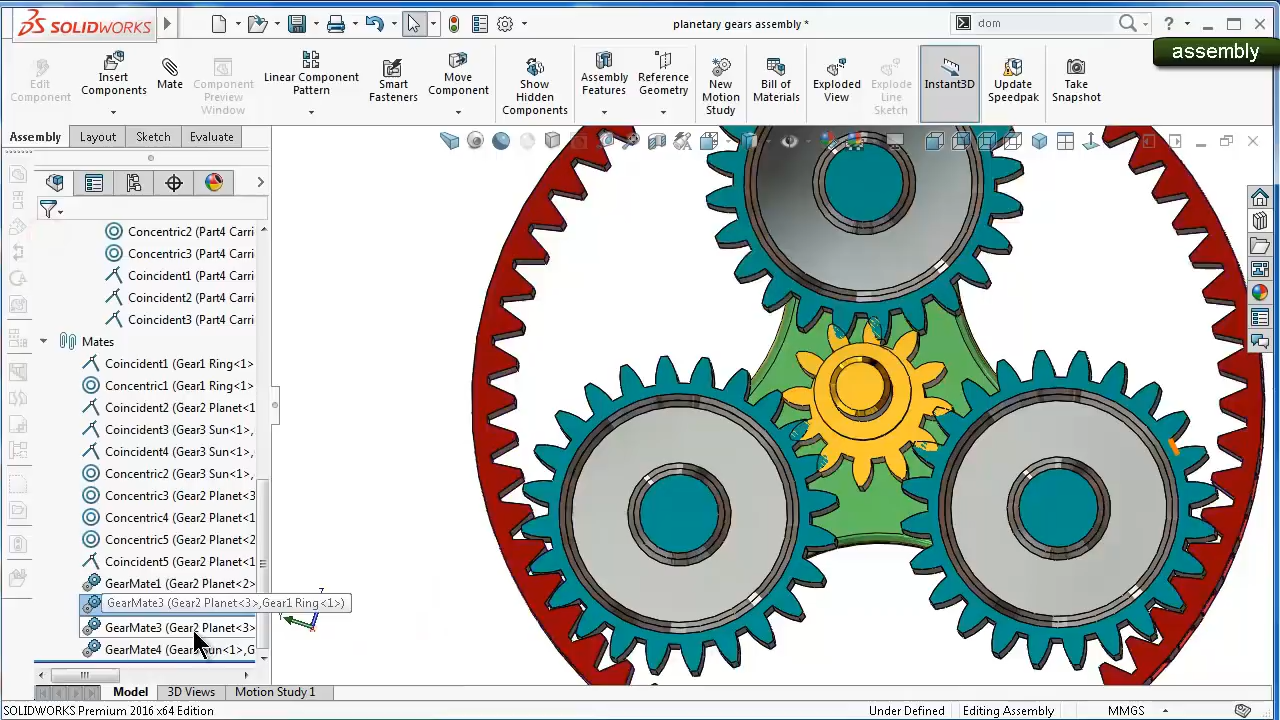 SOLIDWORKS
planetary gears assembly *
dom
?
assembly
Edit Component
Insert Components
Mate
Component Preview Window
Linear Component Pattern
Smart Fasteners
Move Component
Show Hidden Components
Assembly Features
Reference Geometry
New Motion Study
Bill of Materials
Exploded View
Explode Line Sketch
Instant3D
Update Speedpak
Take Snapshot
Assembly
Layout
Sketch
Evaluate
Concentric2 (Part4 Carri
Concentric3 (Part4 Carri
Coincident1 (Part4 Carri
Coincident2 (Part4 Carri
Coincident3 (Part4 Carri
Mates
Coincident1 (Gear1 Ring<1>
Concentric1 (Gear1 Ring<1>
Coincident2 (Gear2 Planet<1
Coincident3 (Gear3 Sun<1>,
Coincident4 (Gear3 Sun<1>,
Concentric2 (Gear3 Sun<1>,
Concentric3 (Gear2 Planet<3
Concentric4 (Gear2 Planet<1
Concentric5 (Gear2 Planet<2
Coincident5 (Gear2 Planet<1
GearMate1 (Gear2 Planet<2>
GearMate3 (Gear2 Planet<3>,Gear1 Ring<1>)
GearMate3 (Gear2 Planet<3>
GearMate4 (Gear Sun<1>,G
Model
3D Views
Motion Study 1
SOLIDWORKS Premium 2016 x64 Edition
Under Defined
Editing Assembly
MMGS